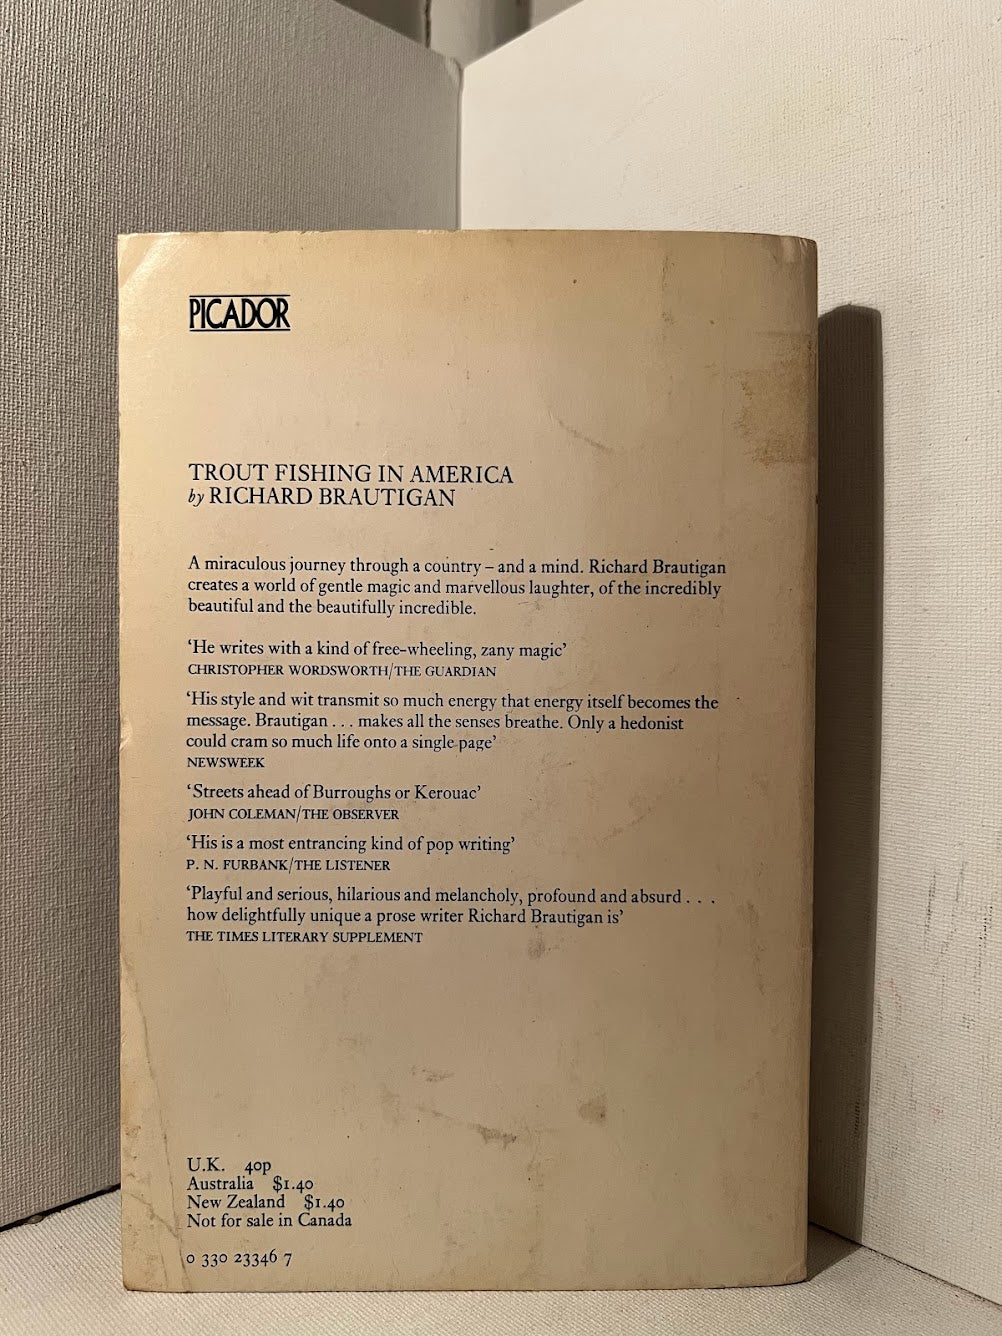 PICADOR
TROUT FISHING IN AMERICA
by RICHARD BRAUTIGAN
A miraculous journey through a country – and a mind. Richard Brautigan
creates a world of gentle magic and marvellous laughter, of the incredibly
beautiful and the beautifully incredible.
‘He writes with a kind of free-wheeling, zany magic’
CHRISTOPHER WORDSWORTH/THE GUARDIAN
‘His style and wit transmit so much energy that energy itself becomes the
message. Brautigan . . . makes all the senses breathe. Only a hedonist
could cram so much life onto a single page’
NEWSWEEK
‘Streets ahead of Burroughs or Kerouac’
JOHN COLEMAN/THE OBSERVER
‘His is a most entrancing kind of pop writing’
P. N. FURBANK/THE LISTENER
‘Playful and serious, hilarious and melancholy, profound and absurd . . .
how delightfully unique a prose writer Richard Brautigan is’
THE TIMES LITERARY SUPPLEMENT
U.K. 40p
Australia $1.40
New Zealand $1.40
Not for sale in Canada
0 330 23346 7